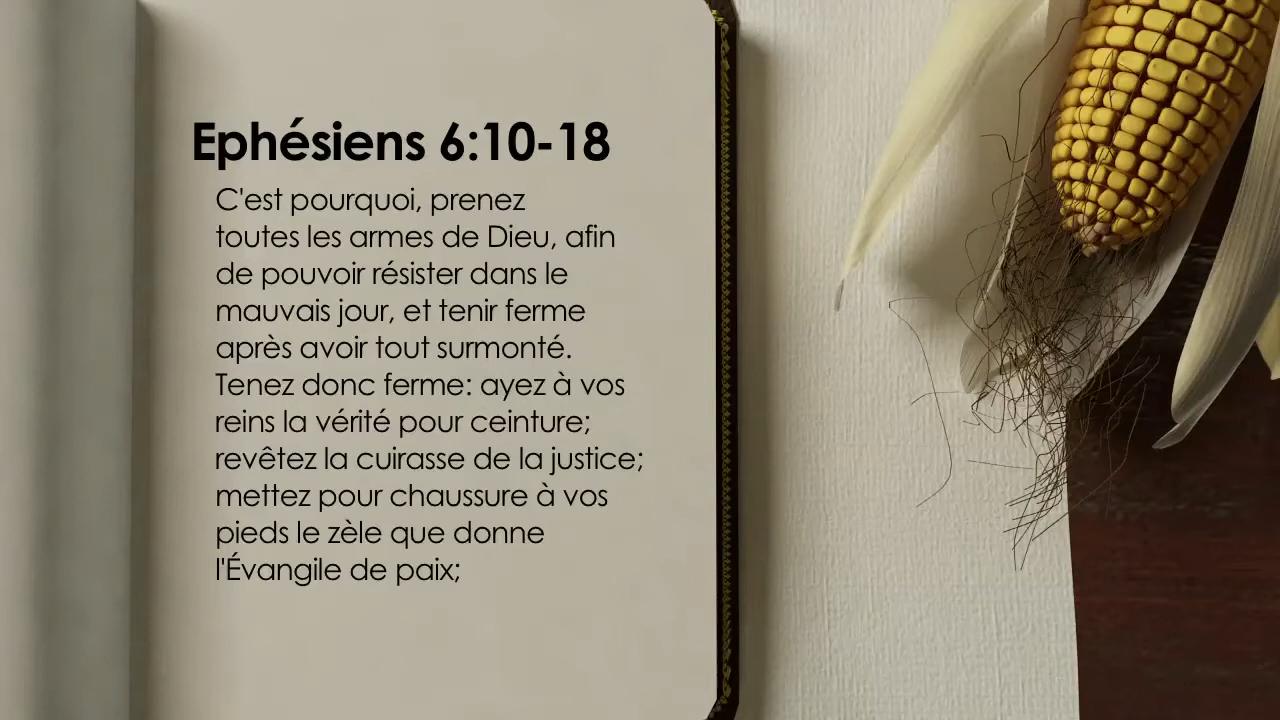 Ephésiens 6:10-18
C'est pourquoi, prenez
toutes les armes de Dieu, afin
de pouvoir résister dans le
mauvais jour, et tenir ferme
après avoir tout surmonté.
Tenez donc ferme: ayez à vos
reins la vérité pour ceinture;
revêtez la cuirasse de la justice;
mettez pour chaussure à vos
pieds le zèle que donne
l'Évangile de paix;